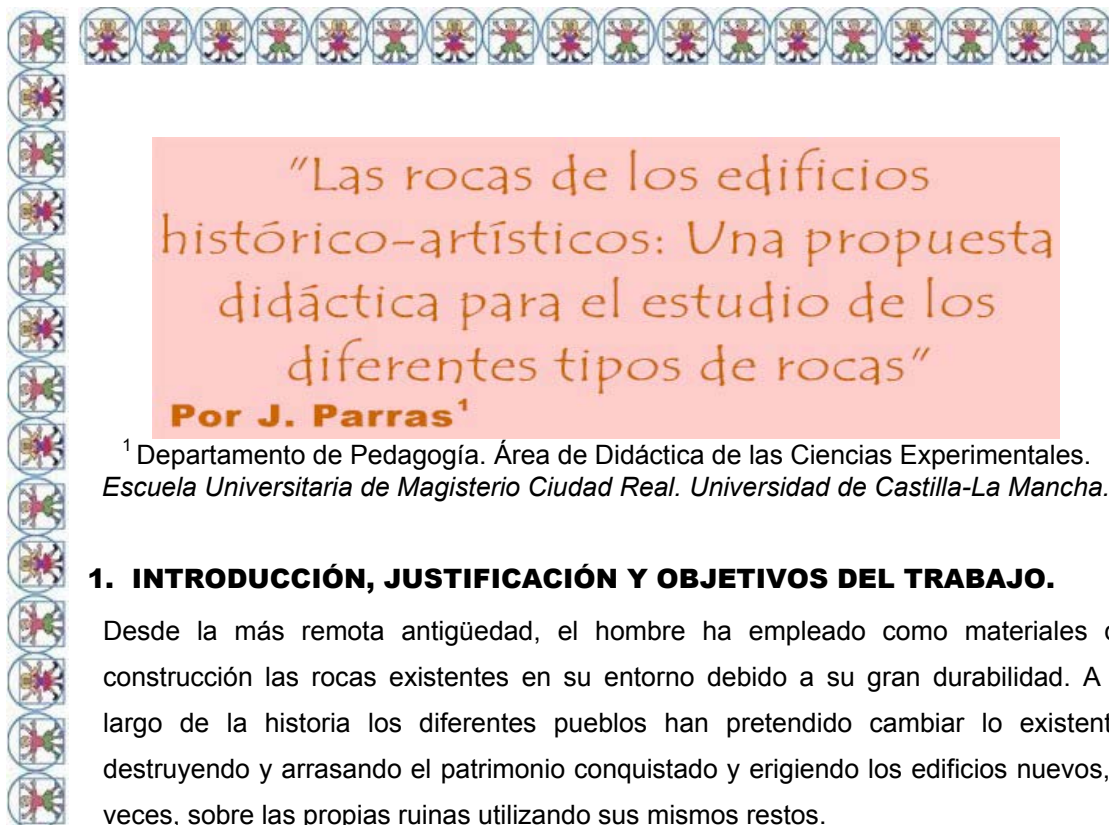 "Las rocas de los edificios
histórico-artísticos: Una propuesta
didáctica para el estudio de los
diferentes tipos de rocas"
Por J. Parras¹
¹ Departamento de Pedagogía. Área de Didáctica de las Ciencias Experimentales.
Escuela Universitaria de Magisterio Ciudad Real. Universidad de Castilla-La Mancha.
1. INTRODUCCIÓN, JUSTIFICACIÓN Y OBJETIVOS DEL TRABAJO.
Desde la más remota antigüedad, el hombre ha empleado como materiales
construcción las rocas existentes en su entorno debido a su gran durabilidad. A
largo de la historia los diferentes pueblos han pretendido cambiar lo
destruyendo y arrasando el patrimonio conquistado y erigiendo los edificios nuevos,
veces, sobre las propias ruinas utilizando sus mismos restos.